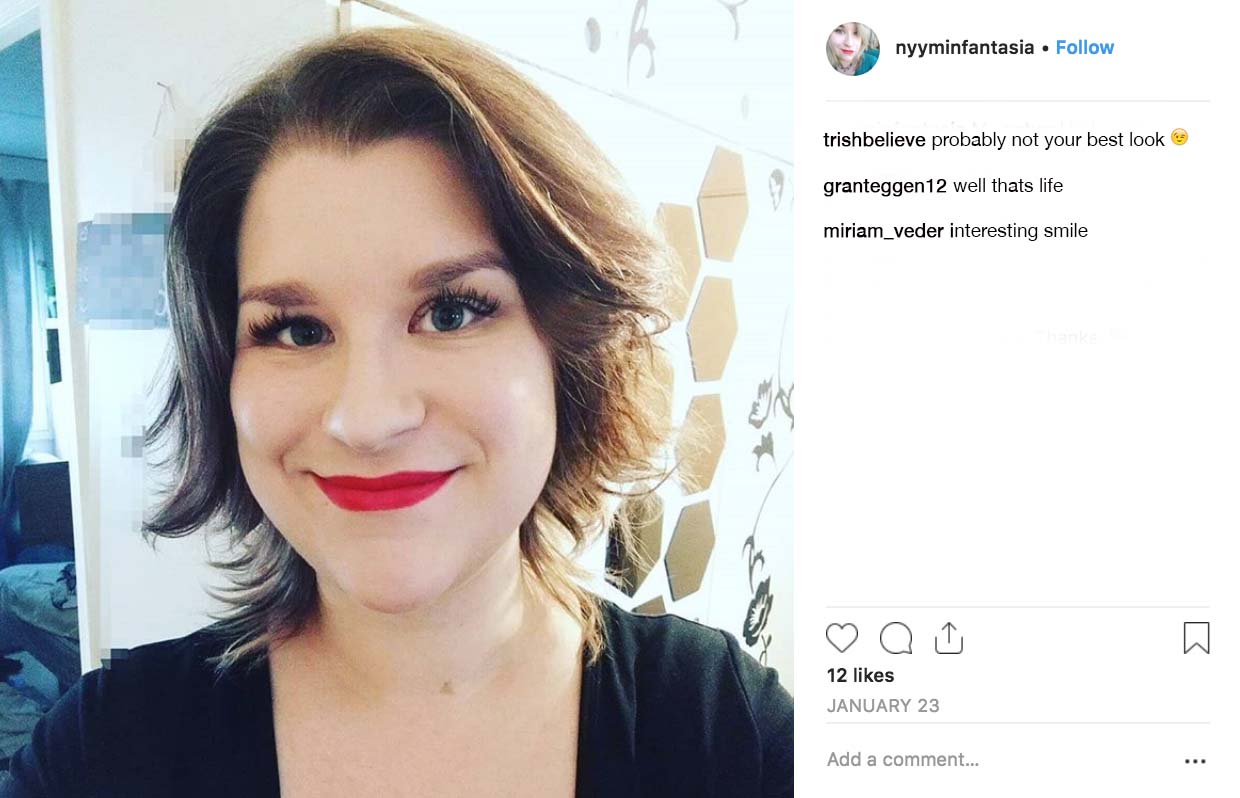 nyyminfantasia • Follow
trishbelieve probably not your best look 😉
granteggen12 well thats life
miriam_veder interesting smile
Thanks
12 likes
JANUARY 23
Add a comment...